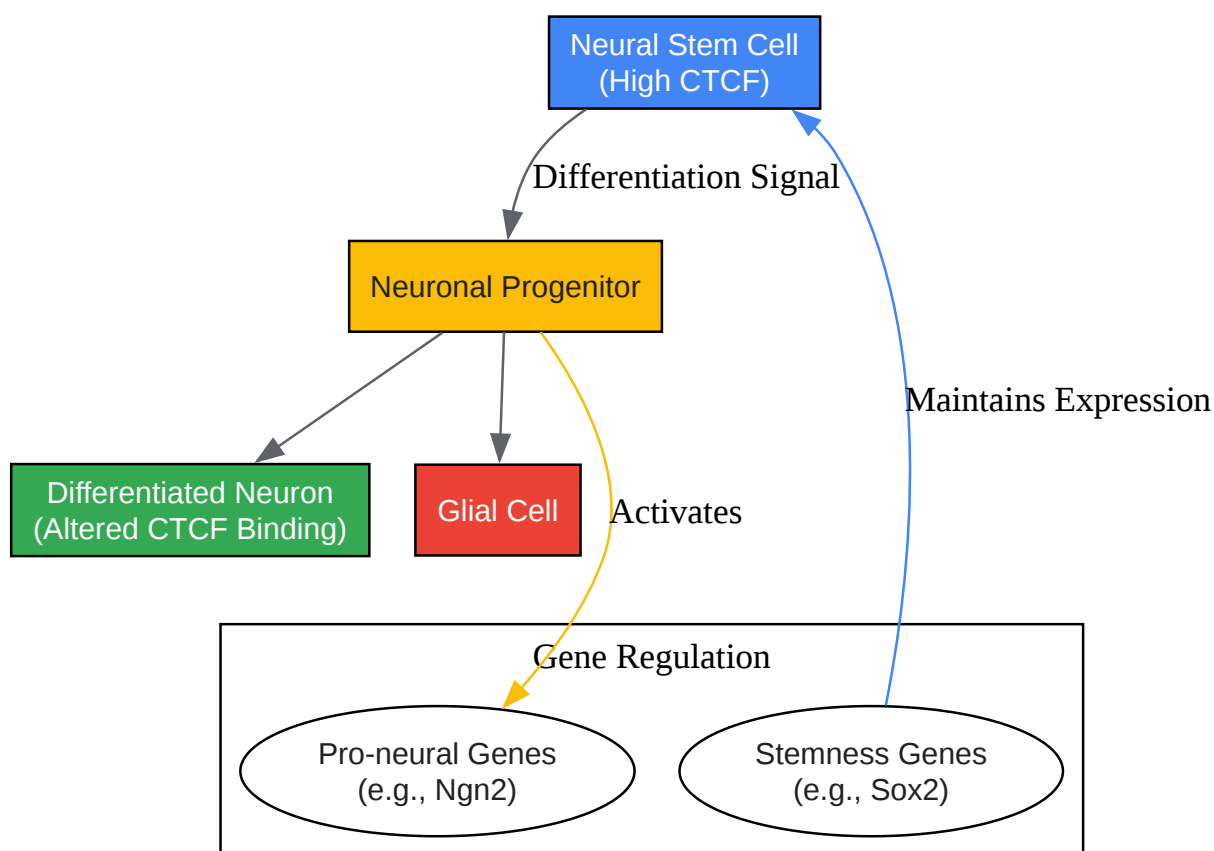 Neural Stem Cell
(High CTCF)
Differentiation Signal
Neuronal Progenitor
Maintains Expression
Differentiated Neuron
(Altered CTCF Binding)
Glial Cell
Activates
Gene Regulation
Pro-neural Genes
(e.g., Ngn2)
Stemness Genes
(e.g., Sox2)